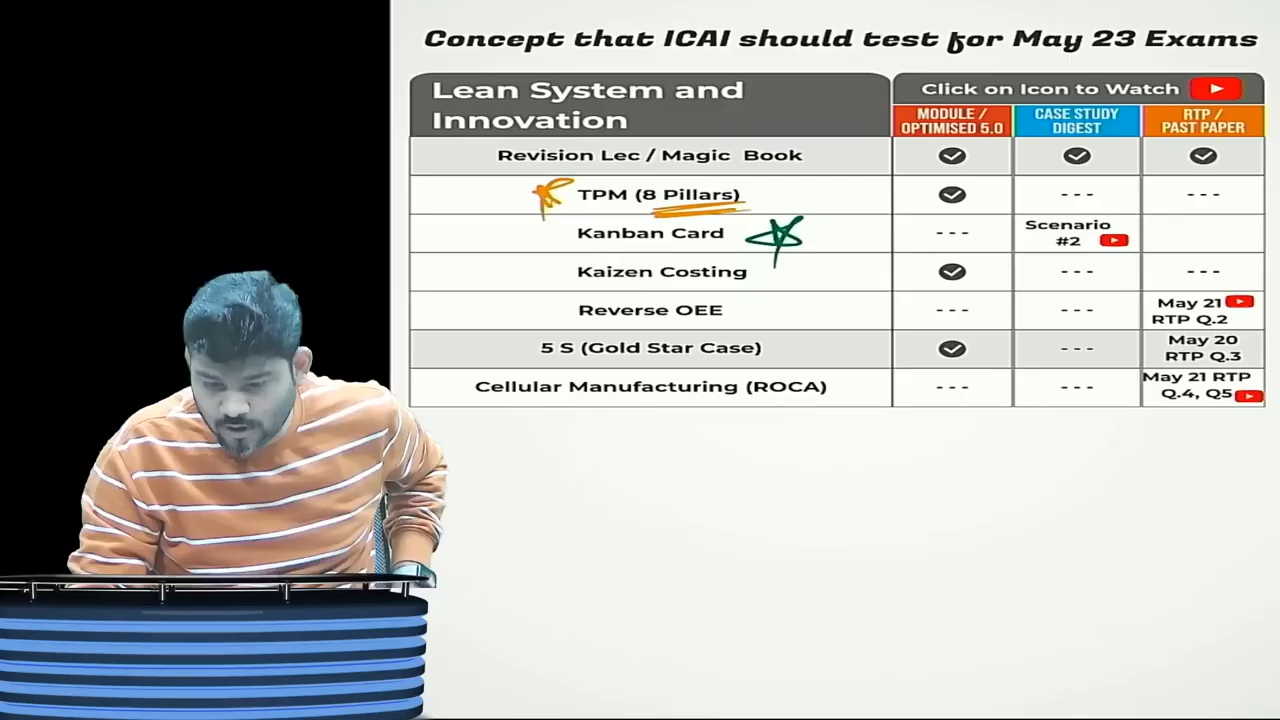 Concept that ICAI should test for May 23 Exams
Lean System and
Innovation
Click on Icon to Watch
MODULE /
OPTIMISED 5.0
CASE STUDY
DIGEST
RTP /
PAST PAPER
Revision Lec / Magic Book
TPM (8 Pillars)
- - -
- - -
Kanban Card
- - -
Scenario
#2
Kaizen Costing
- - -
- - -
Reverse OEE
- - -
- - -
May 21
RTP Q.2
5 S (Gold Star Case)
- - -
May 20
RTP Q.3
Cellular Manufacturing (ROCA)
- - -
- - -
May 21 RTP
Q.4, Q5